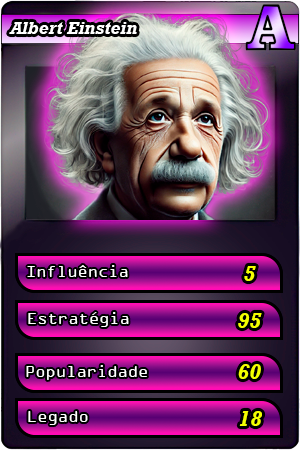 Albert Einstein
A
Influência 5
Estratégia 95
Popularidade 60
Legado 18